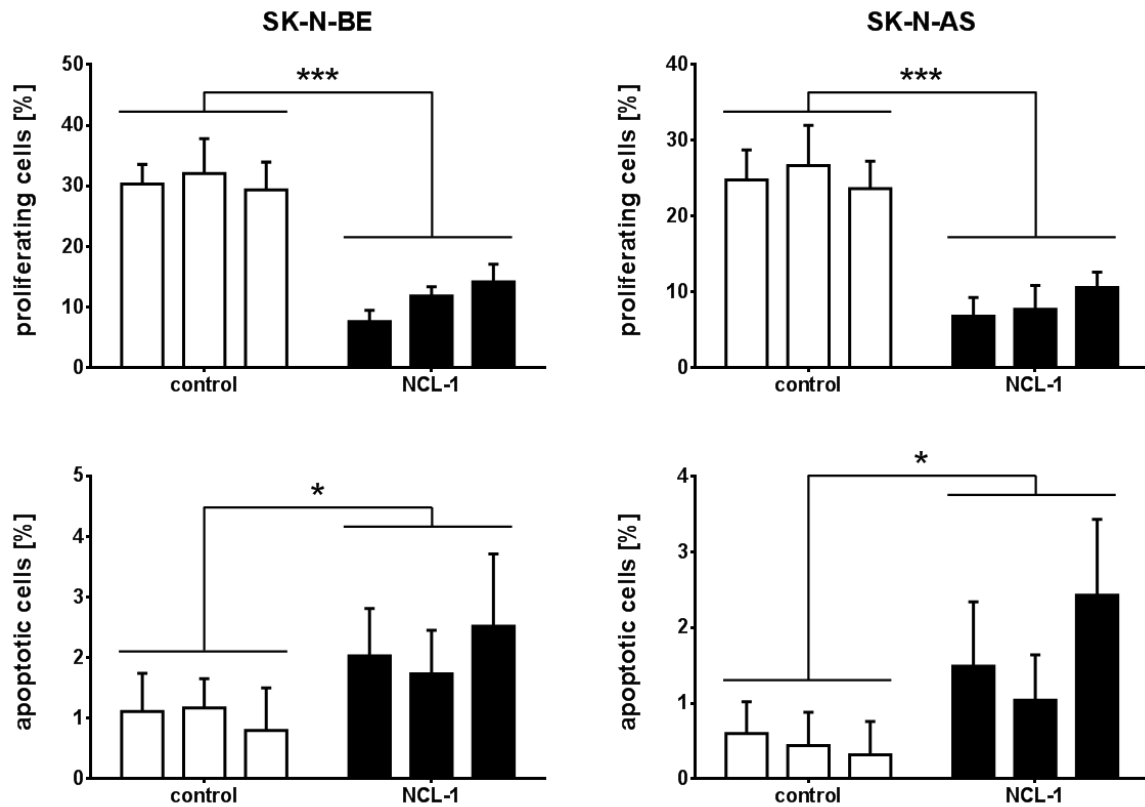 SK-N-BE
SK-N-AS
proliferating cells [%]
50
40
30
20
10
0
***
control
NCL-1
proliferating cells [%]
40
30
20
10
0
***
control
NCL-1
apoptotic cells [%]
5
4
3
2
1
0
*
control
NCL-1
apoptotic cells [%]
4
3
2
1
0
*
control
NCL-1